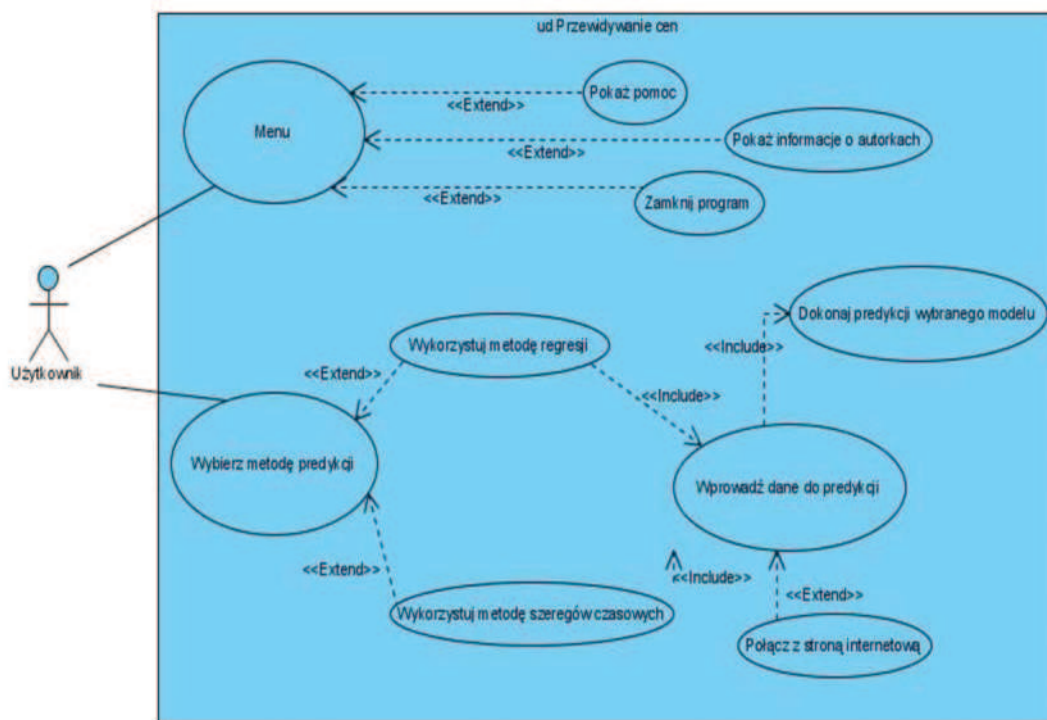 ud Przewidywanie cen
Menu
Pokaż pomoc
<<Extend>>
Pokaż informacje o autorkach
<<Extend>>
Zamknij program
<<Extend>>
Użytkownik
Dokonaj predykcji wybranego modelu
Wykorzystuj metodę regresji
<<Include>>
<<Extend>>
<<Include>>
Wybierz metodę predykcji
Wprowadź dane do predykcji
<<Extend>>
<<Include>>
<<Extend>>
Wykorzystuj metodę szeregów czasowych
Połącz z stroną internetową